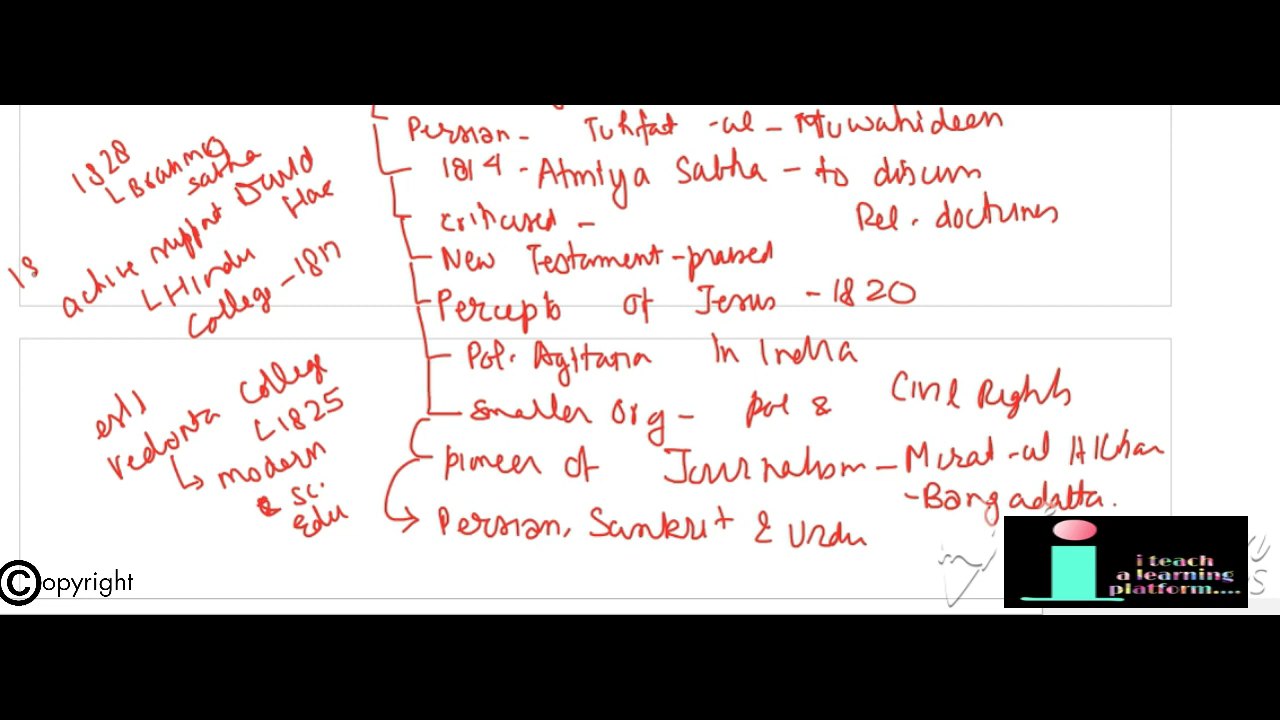 Persian - Tuhfat-al-Muwahideen
1814 - Atmiya Sabha - to discuss
Rel. doctrines
criticised -
New Testament - praised
Percepts of Jesus - 1820
Pol. Agitation in India
Smaller Org - pol & Civil Rights
pioneer of Journalism - Mirat-ul Akhbar
- Bangadatta.
Persian, Sanskrit & Urdu
1828
Brahmo
Sabha
active support David
Hare
Hindu
College - 1817
18
estd
vedanta College
1825
modern
& sc.
Edu
Copyright
i teach
a learning
platform....